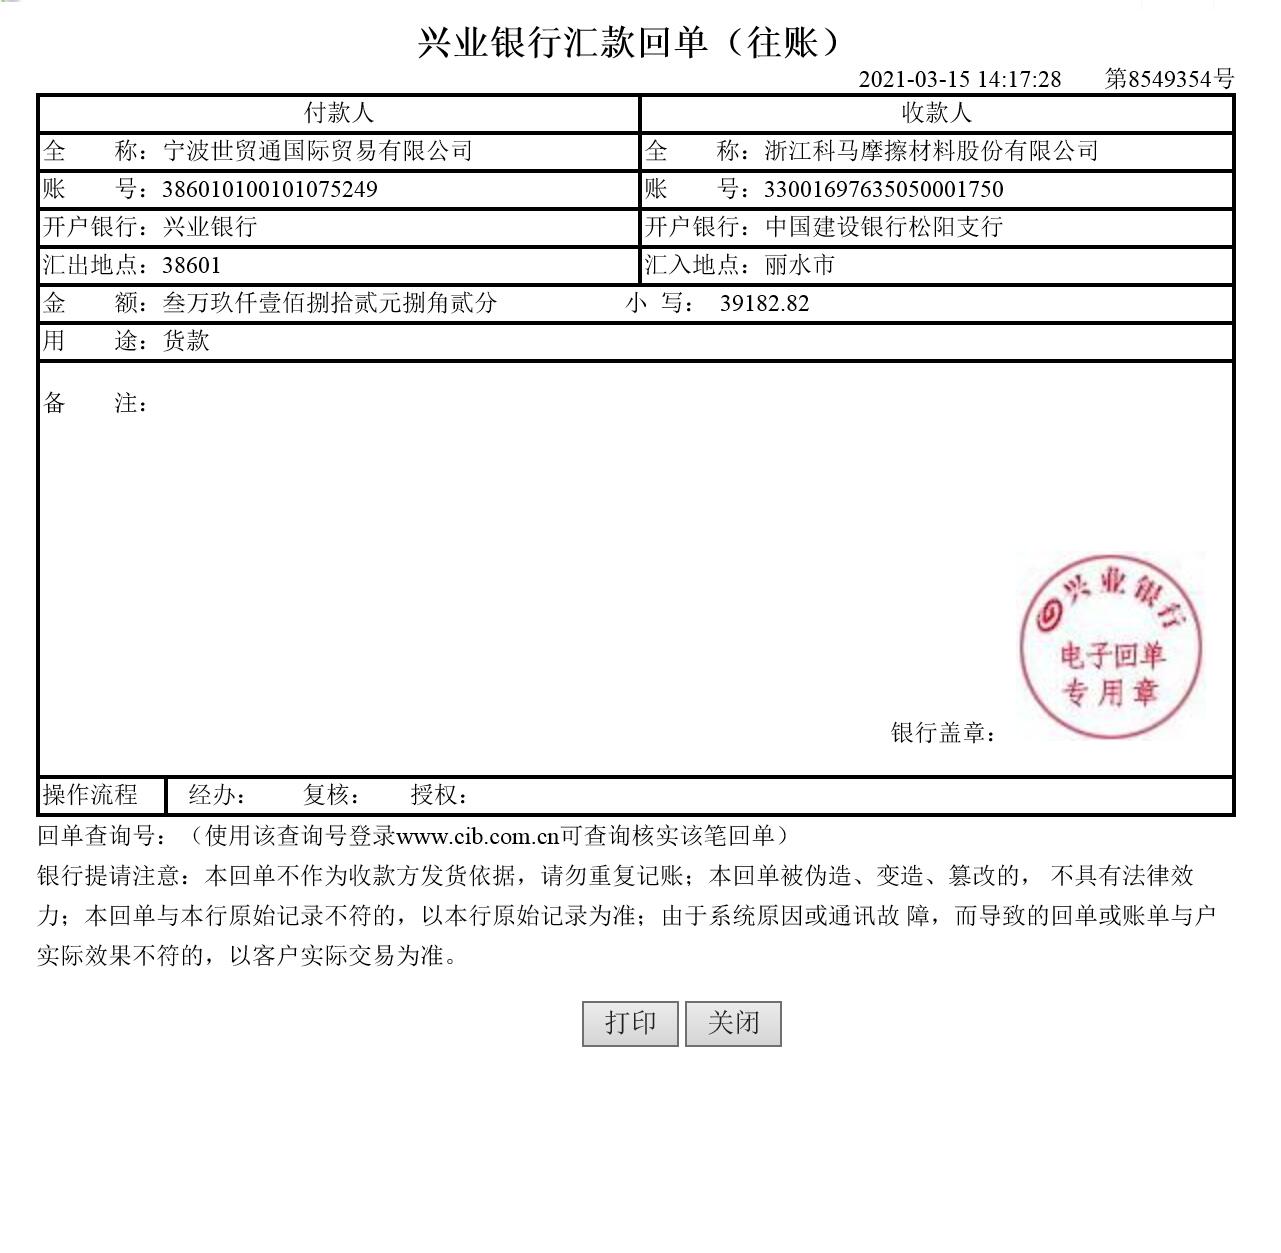 兴业银行汇款回单（往账）
2021-03-15 14:17:28 第8549354号
付款人 收款人
全 称：宁波世贸通国际贸易有限公司 全 称：浙江科马摩擦材料股份有限公司
账 号：386010100101075249 账 号：33001697635050001750
开户银行：兴业银行 开户银行：中国建设银行松阳支行
汇出地点：38601 汇入地点：丽水市
金 额：叁万玖仟壹佰捌拾贰元捌角贰分 小 写： 39182.82
用 途：货款
备 注：
兴业银行
电子回单
专用章
银行盖章：
操作流程 经办： 复核： 授权：
回单查询号：（使用该查询号登录www.cib.com.cn可查询核实该笔回单）
银行提请注意：本回单不作为收款方发货依据，请勿重复记账；本回单被伪造、变造、篡改的， 不具有法律效
力；本回单与本行原始记录不符的，以本行原始记录为准；由于系统原因或通讯故 障，而导致的回单或账单与户
实际效果不符的，以客户实际交易为准。
打印 关闭